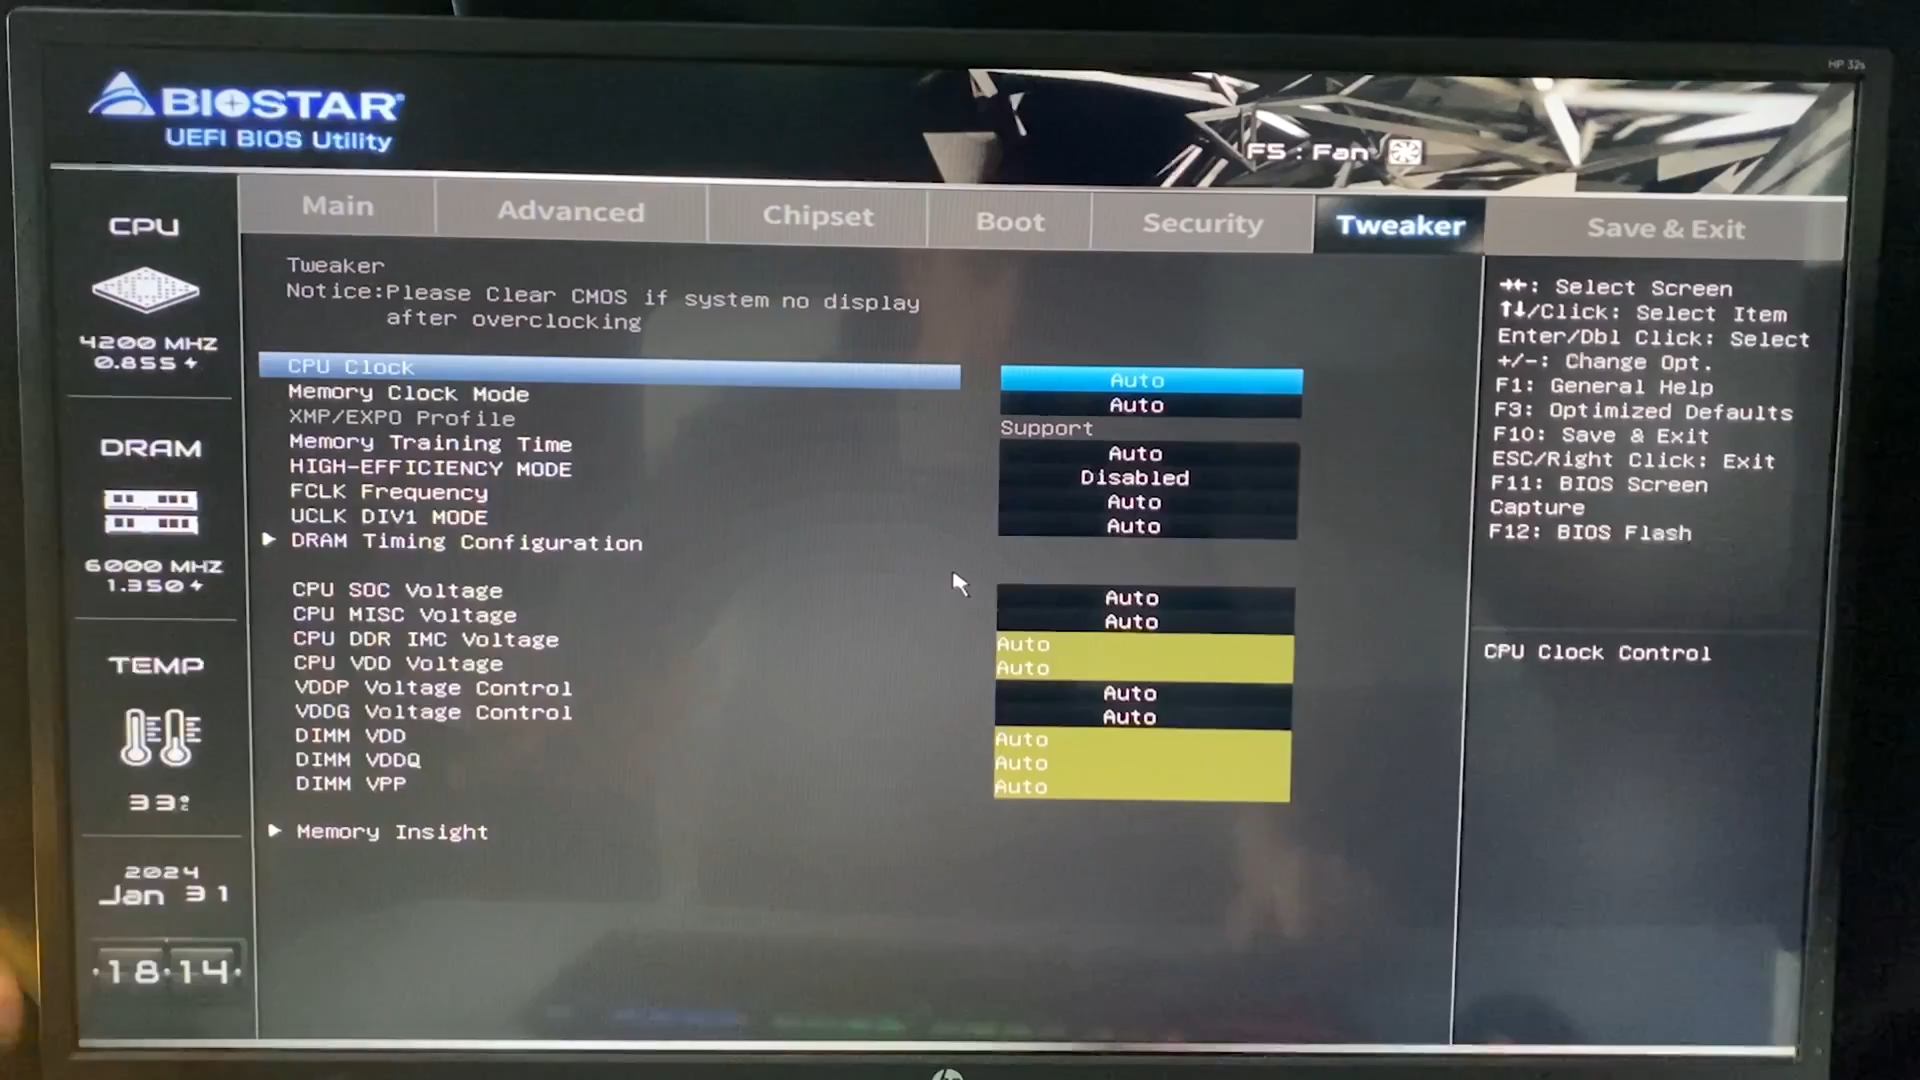 HP 32s
BIOSTAR
UEFI BIOS Utility
F5 : Fan
Main Advanced Chipset Boot Security Tweaker Save & Exit
CPU
4200 MHZ
0.855
DRAM
6000 MHZ
1.350
TEMP
33°C
2024
Jan 31
18:14
Tweaker
Notice:Please Clear CMOS if system no display
after overclocking
CPU Clock Auto
Memory Clock Mode Auto
XMP/EXPO Profile Support
Memory Training Time Auto
HIGH-EFFICIENCY MODE Disabled
FCLK Frequency Auto
UCLK DIV1 MODE Auto
DRAM Timing Configuration
CPU SOC Voltage Auto
CPU MISC Voltage Auto
CPU DDR IMC Voltage Auto
CPU VDD Voltage Auto
VDDP Voltage Control Auto
VDDG Voltage Control Auto
DIMM VDD Auto
DIMM VDDQ Auto
DIMM VPP Auto
Memory Insight
→←: Select Screen
↑↓/Click: Select Item
Enter/Dbl Click: Select
+/-: Change Opt.
F1: General Help
F3: Optimized Defaults
F10: Save & Exit
ESC/Right Click: Exit
F11: BIOS Screen
Capture
F12: BIOS Flash
CPU Clock Control
hp